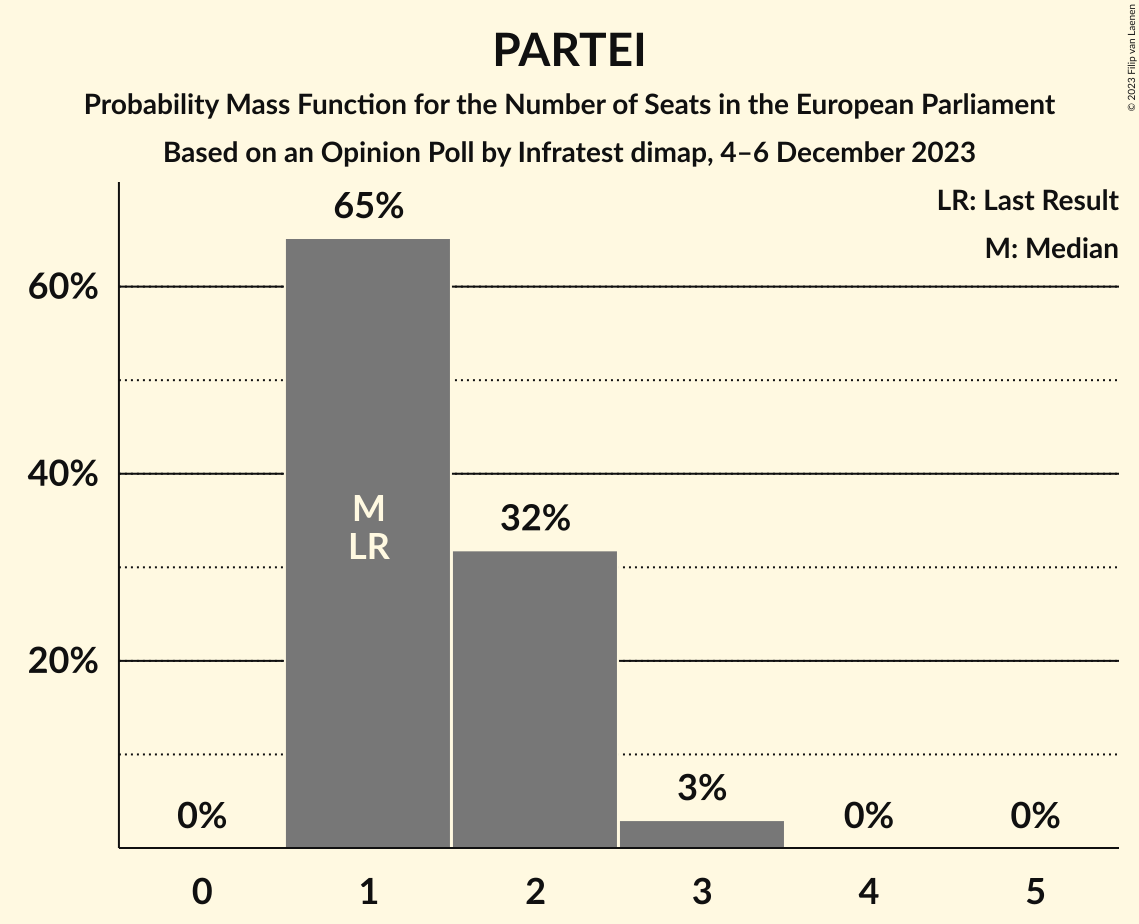 PARTEI
Probability Mass Function for the Number of Seats in the European Parliament
Based on an Opinion Poll by Infratest dimap, 4–6 December 2023
© 2023 Filip van Laenen
LR: Last Result
M: Median
65%
60%
40%
M
LR
32%
20%
3%
0%
0%
0%
0
1
2
3
4
5